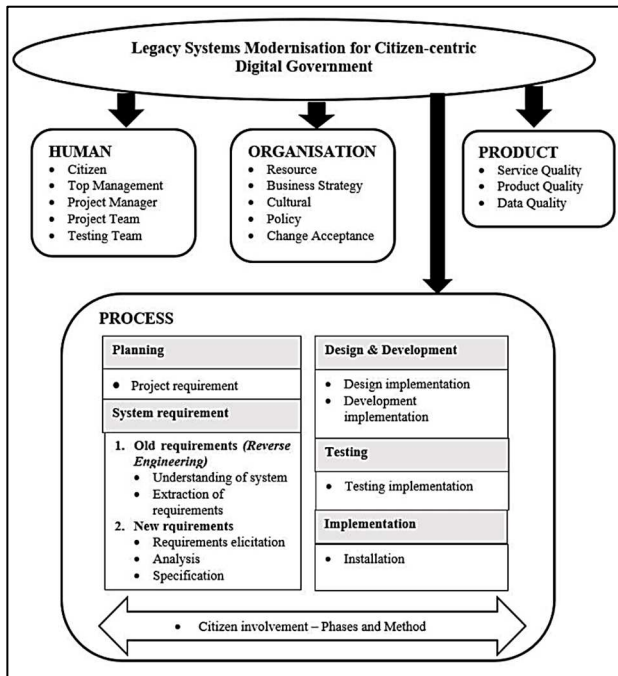 Legacy Systems Modernisation for Citizen-centric
Digital Government
HUMAN
• Citizen
• Top Management
• Project Manager
• Project Team
• Testing Team
ORGANISATION
• Resource
• Business Strategy
• Cultural
• Policy
• Change Acceptance
PRODUCT
• Service Quality
• Product Quality
• Data Quality
PROCESS
Planning
• Project requirement
System requirement
1. Old requirements (Reverse
Engineering)
• Understanding of system
• Extraction of
requirements
2. New rquirements
• Requirements elicitation
• Analysis
• Specification
Design & Development
• Design implementation
• Development
implementation
Testing
• Testing implementation
Implementation
• Installation
• Citizen involvement – Phases and Method